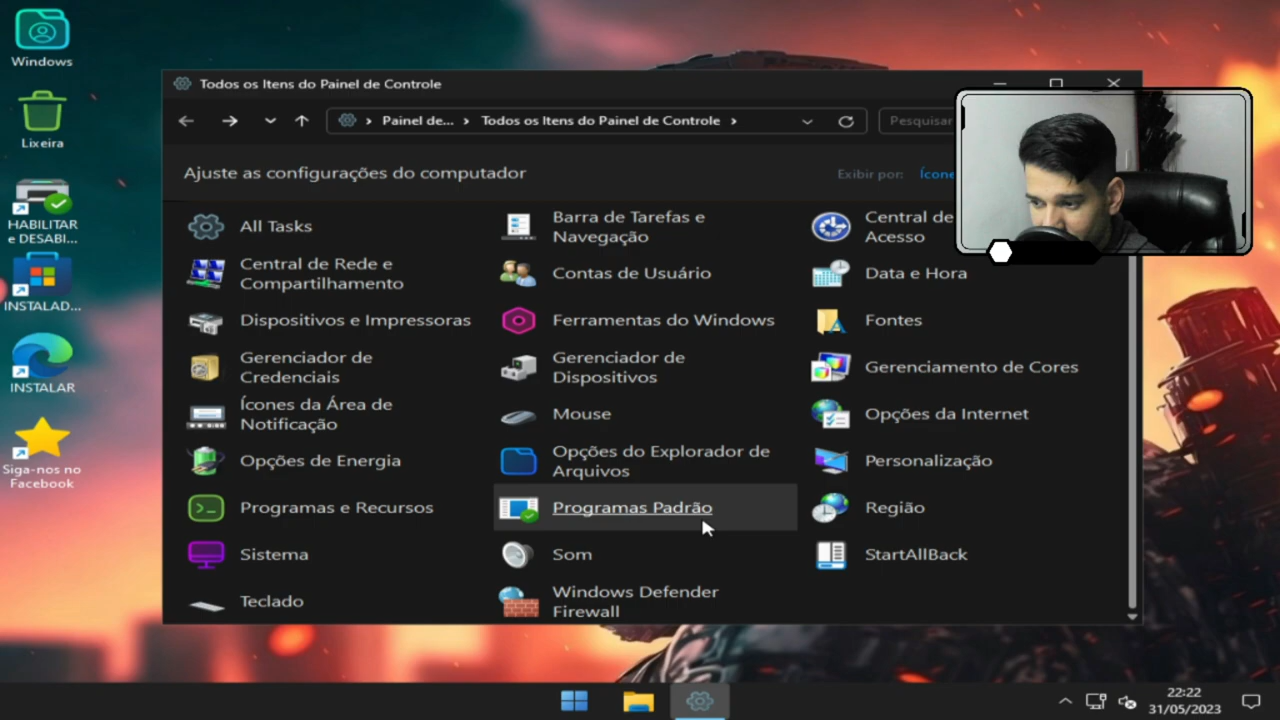 Windows
Lixeira
HABILITAR
e DESABI...
INSTALAD...
INSTALAR
Siga-nos no
Facebook
Todos os Itens do Painel de Controle
Painel de...
Todos os Itens do Painel de Controle
Pesquisar
Ajuste as configurações do computador
Exibir por:
Ícone
All Tasks
Barra de Tarefas e
Navegação
Central de
Acesso
Central de Rede e
Compartilhamento
Contas de Usuário
Data e Hora
Dispositivos e Impressoras
Ferramentas do Windows
Fontes
Gerenciador de
Credenciais
Gerenciador de
Dispositivos
Gerenciamento de Cores
Ícones da Área de
Notificação
Mouse
Opções da Internet
Opções de Energia
Opções do Explorador de
Arquivos
Personalização
Programas e Recursos
Programas Padrão
Região
Sistema
Som
StartAllBack
Teclado
Windows Defender
Firewall
22:22
31/05/2023